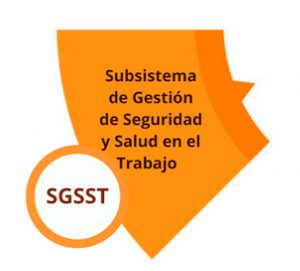 Subsistema
de Gestión
de Seguridad
y Salud en el
Trabajo
SGSST